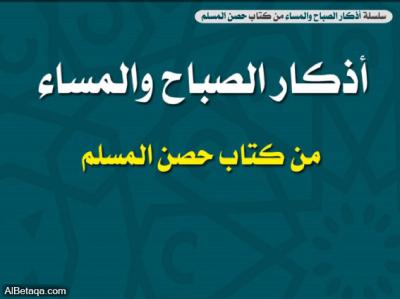 سلسلة أذكار الصباح والمساء من كتاب حصن المسلم
أذكار الصباح والمساء
من كتاب حصن المسلم
AlBetaqa.com